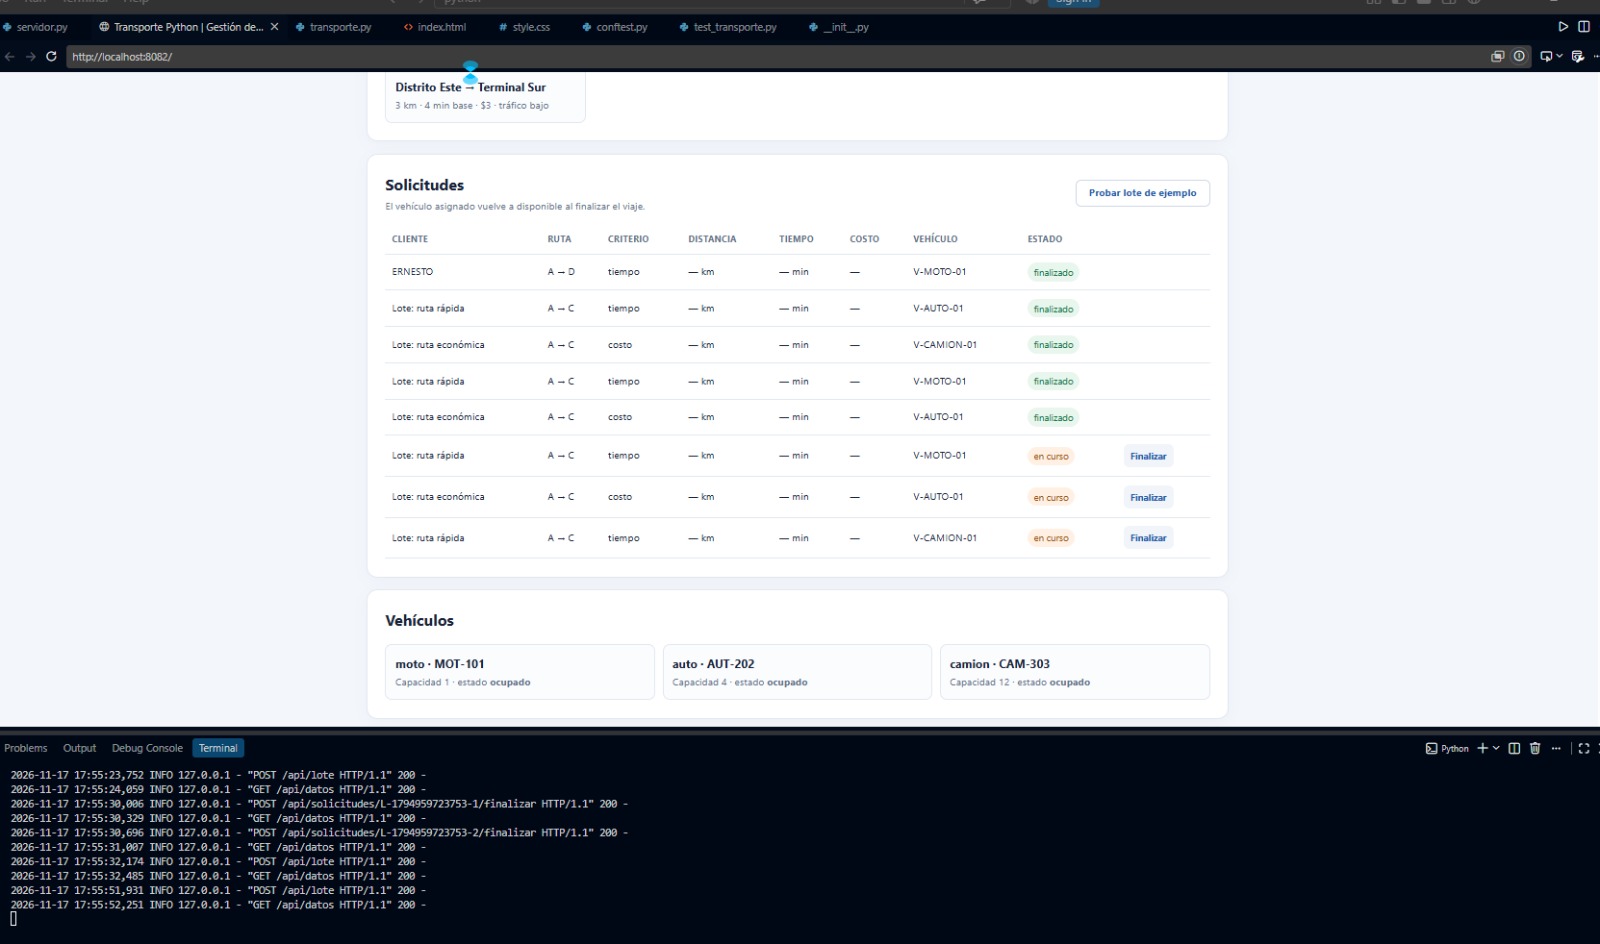 python
Sign in
servidor.py
Transporte Python | Gestión de...
transporte.py
index.html
style.css
conftest.py
test_transporte.py
__init__.py
http://localhost:8082/
Distrito Este → Terminal Sur
3 km · 4 min base · $3 · tráfico bajo
Solicitudes
El vehículo asignado vuelve a disponible al finalizar el viaje.
Probar lote de ejemplo
CLIENTE RUTA CRITERIO DISTANCIA TIEMPO COSTO VEHÍCULO ESTADO
ERNESTO A → D tiempo — km — min — V-MOTO-01 finalizado
Lote: ruta rápida A → C tiempo — km — min — V-AUTO-01 finalizado
Lote: ruta económica A → C costo — km — min — V-CAMION-01 finalizado
Lote: ruta rápida A → C tiempo — km — min — V-MOTO-01 finalizado
Lote: ruta económica A → C costo — km — min — V-AUTO-01 finalizado
Lote: ruta rápida A → C tiempo — km — min — V-MOTO-01 en curso Finalizar
Lote: ruta económica A → C costo — km — min — V-AUTO-01 en curso Finalizar
Lote: ruta rápida A → C tiempo — km — min — V-CAMION-01 en curso Finalizar
Vehículos
moto · MOT-101
Capacidad 1 · estado ocupado
auto · AUT-202
Capacidad 4 · estado ocupado
camion · CAM-303
Capacidad 12 · estado ocupado
Problems Output Debug Console Terminal
Python
2026-11-17 17:55:23,752 INFO 127.0.0.1 - "POST /api/lote HTTP/1.1" 200 -
2026-11-17 17:55:24,059 INFO 127.0.0.1 - "GET /api/datos HTTP/1.1" 200 -
2026-11-17 17:55:30,006 INFO 127.0.0.1 - "POST /api/solicitudes/L-1794959723753-1/finalizar HTTP/1.1" 200 -
2026-11-17 17:55:30,329 INFO 127.0.0.1 - "GET /api/datos HTTP/1.1" 200 -
2026-11-17 17:55:30,696 INFO 127.0.0.1 - "POST /api/solicitudes/L-1794959723753-2/finalizar HTTP/1.1" 200 -
2026-11-17 17:55:31,007 INFO 127.0.0.1 - "GET /api/datos HTTP/1.1" 200 -
2026-11-17 17:55:32,174 INFO 127.0.0.1 - "POST /api/lote HTTP/1.1" 200 -
2026-11-17 17:55:32,485 INFO 127.0.0.1 - "GET /api/datos HTTP/1.1" 200 -
2026-11-17 17:55:51,931 INFO 127.0.0.1 - "POST /api/lote HTTP/1.1" 200 -
2026-11-17 17:55:52,251 INFO 127.0.0.1 - "GET /api/datos HTTP/1.1" 200 -